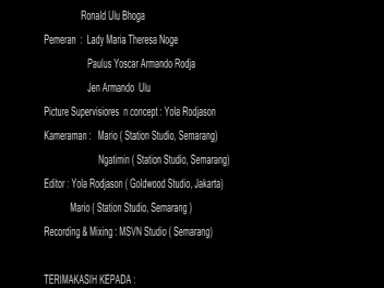 Ronald Ulu Bhoga
Pemeran : Lady Maria Theresa Noge
Paulus Yoscar Armando Rodja
Jen Armando Ulu
Picture Supervisiores n concept : Yola Rodjason
Kameraman : Mario ( Station Studio, Semarang)
Ngatimin ( Station Studio, Semarang)
Editor : Yola Rodjason ( Goldwood Studio, Jakarta)
Mario ( Station Studio, Semarang )
Recording & Mixing : MSVN Studio ( Semarang)
TERIMAKASIH KEPADA :